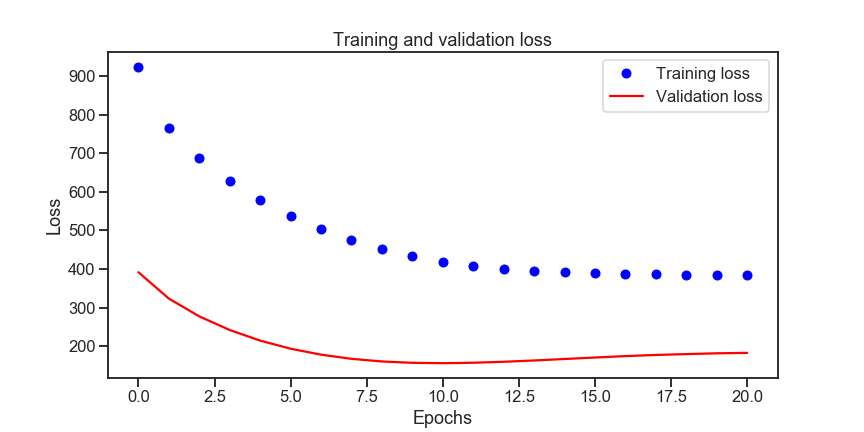 Training and validation loss
Training loss
Validation loss
900
800
700
600
500
400
300
200
Loss
0.0 2.5 5.0 7.5 10.0 12.5 15.0 17.5 20.0
Epochs